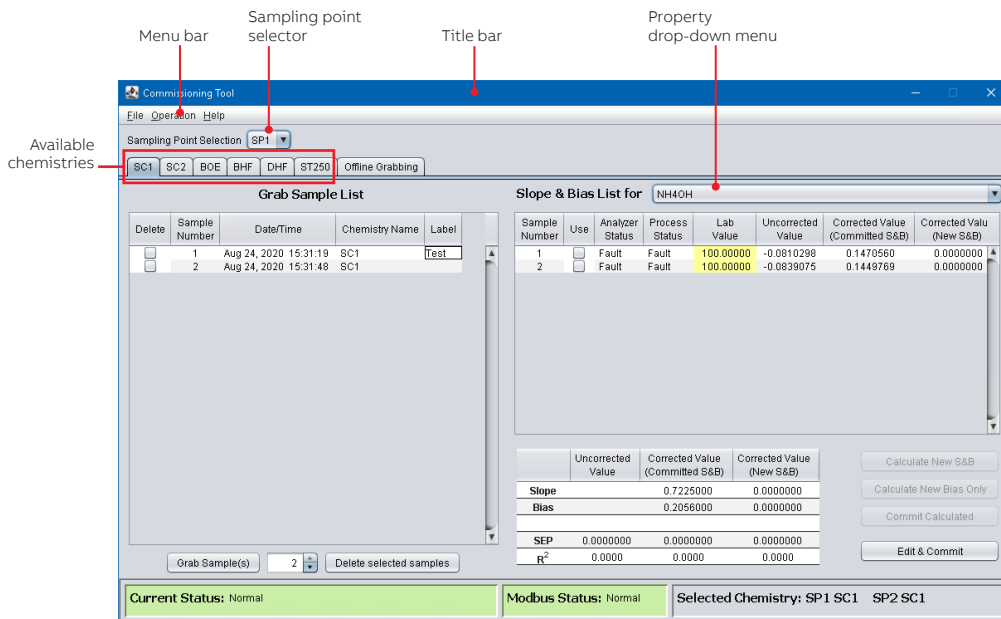 Menu bar
Sampling point
selector
Title bar
Property
drop-down menu
Available
chemistries
Commissioning Tool
File Operation Help
Sampling Point Selection SP1
SC1 SC2 BOE BHF DHF ST250 Offline Grabbing
Grab Sample List
Delete Sample Number Date/Time Chemistry Name Label
1 Aug 24, 2020 15:31:19 SC1 Test
2 Aug 24, 2020 15:31:48 SC1
Grab Sample(s) 2 Delete selected samples
Slope & Bias List for NH4OH
Sample Number Use Analyzer Status Process Status Lab Value Uncorrected Value Corrected Value (Committed S&B) Corrected Valu (New S&B)
1 Fault Fault 100.00000 -0.0810298 0.1470560 0.0000000
2 Fault Fault 100.00000 -0.0839075 0.1449769 0.0000000
Uncorrected Value Corrected Value (Committed S&B) Corrected Value (New S&B)
Slope 0.7225000 0.0000000
Bias 0.2056000 0.0000000
SEP 0.0000000 0.0000000 0.0000000
R² 0.0000 0.0000 0.0000
Calculate New S&B
Calculate New Bias Only
Commit Calculated
Edit & Commit
Current Status: Normal
Modbus Status: Normal
Selected Chemistry: SP1 SC1 SP2 SC1